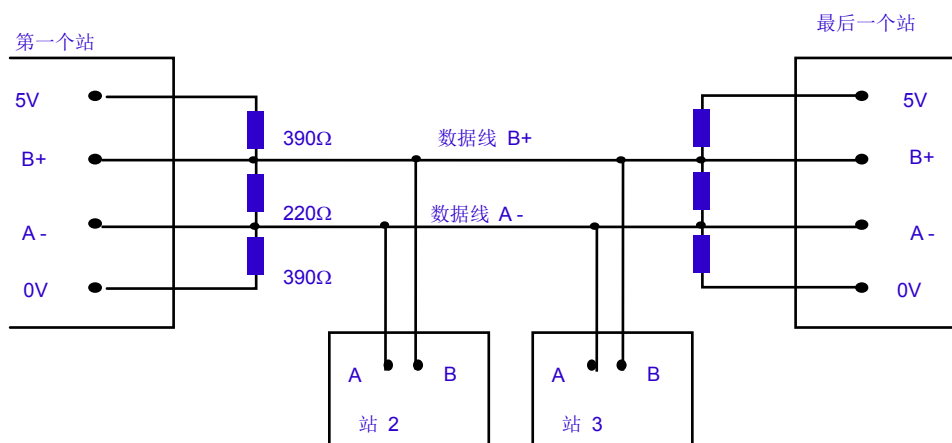 第一个站
最后一个站
5V
5V
390Ω
数据线 B+
B+
B+
220Ω
数据线 A -
A -
A -
390Ω
0V
0V
A
B
A
B
站 2
站 3